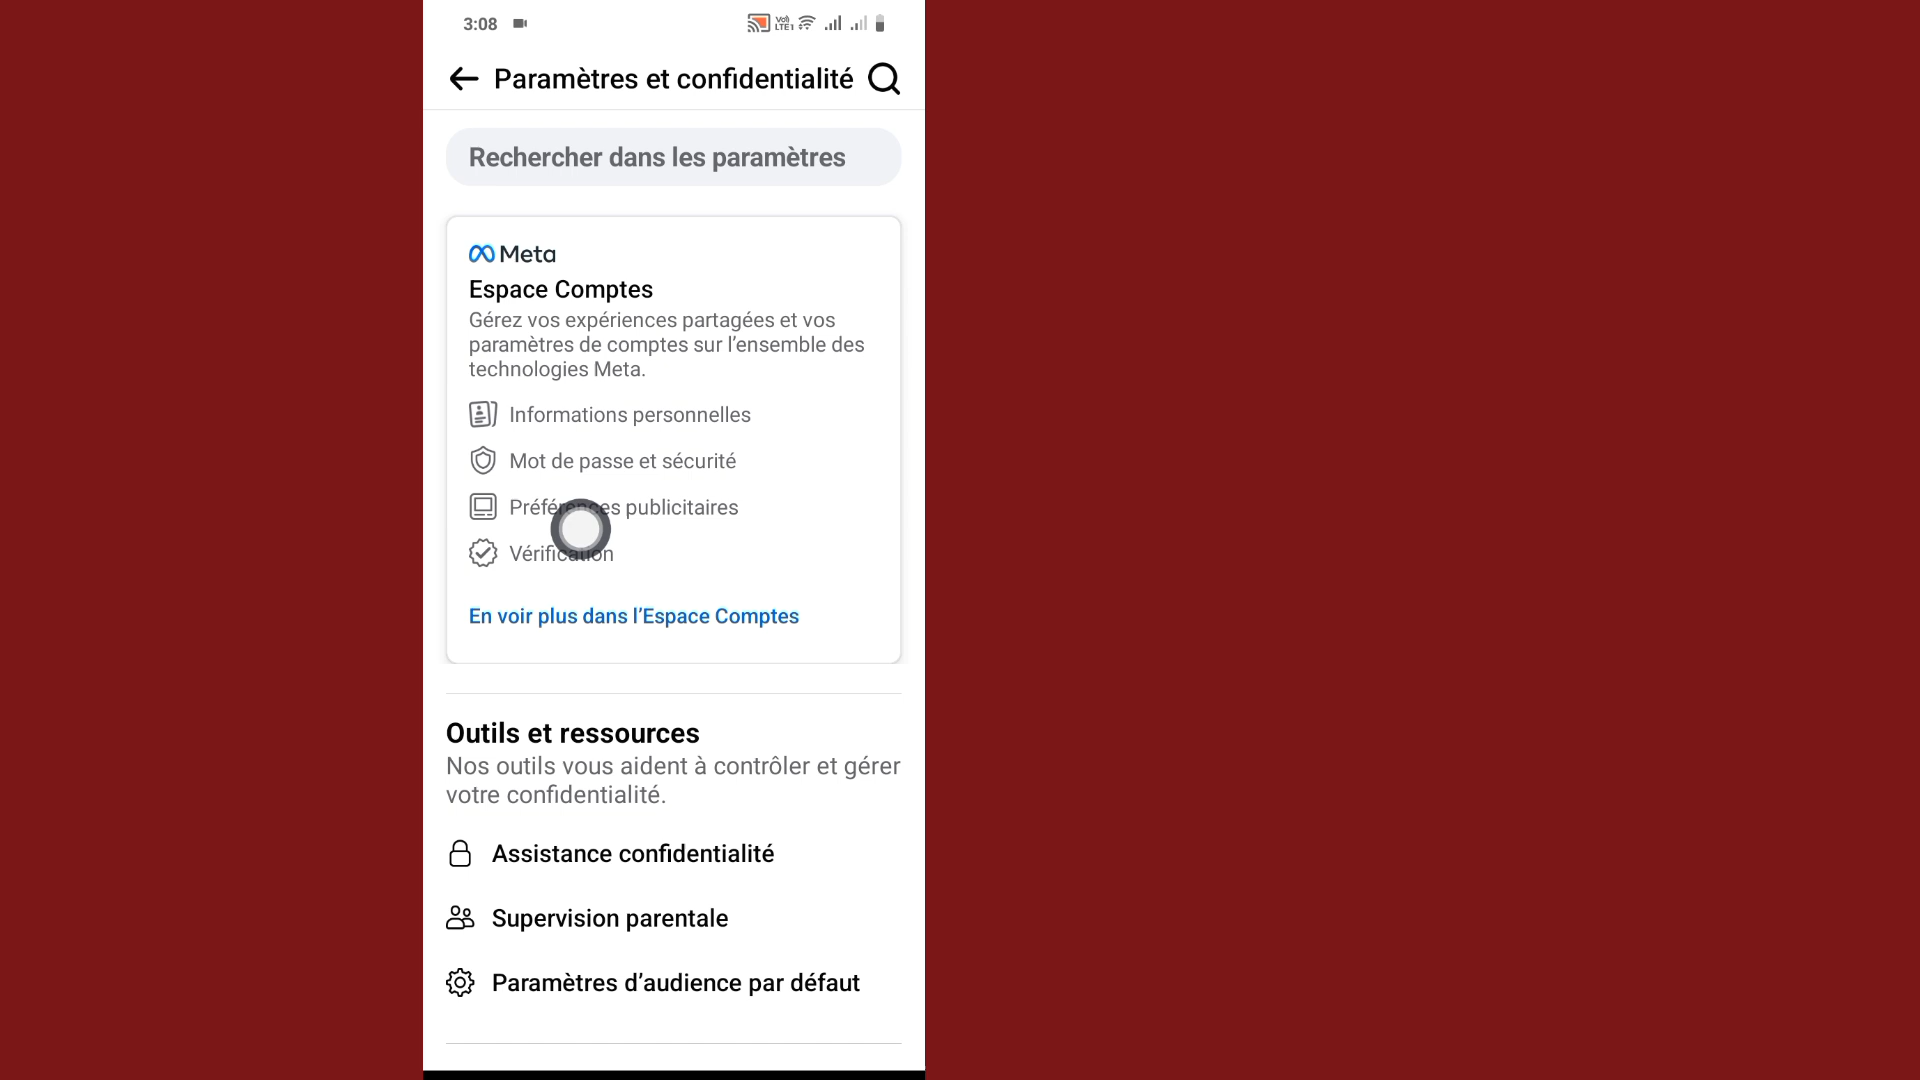 3:08
Paramètres et confidentialité
Rechercher dans les paramètres
Meta
Espace Comptes
Gérez vos expériences partagées et vos
paramètres de comptes sur l’ensemble des
technologies Meta.
Informations personnelles
Mot de passe et sécurité
Préférences publicitaires
Vérification
En voir plus dans l’Espace Comptes
Outils et ressources
Nos outils vous aident à contrôler et gérer
votre confidentialité.
Assistance confidentialité
Supervision parentale
Paramètres d’audience par défaut